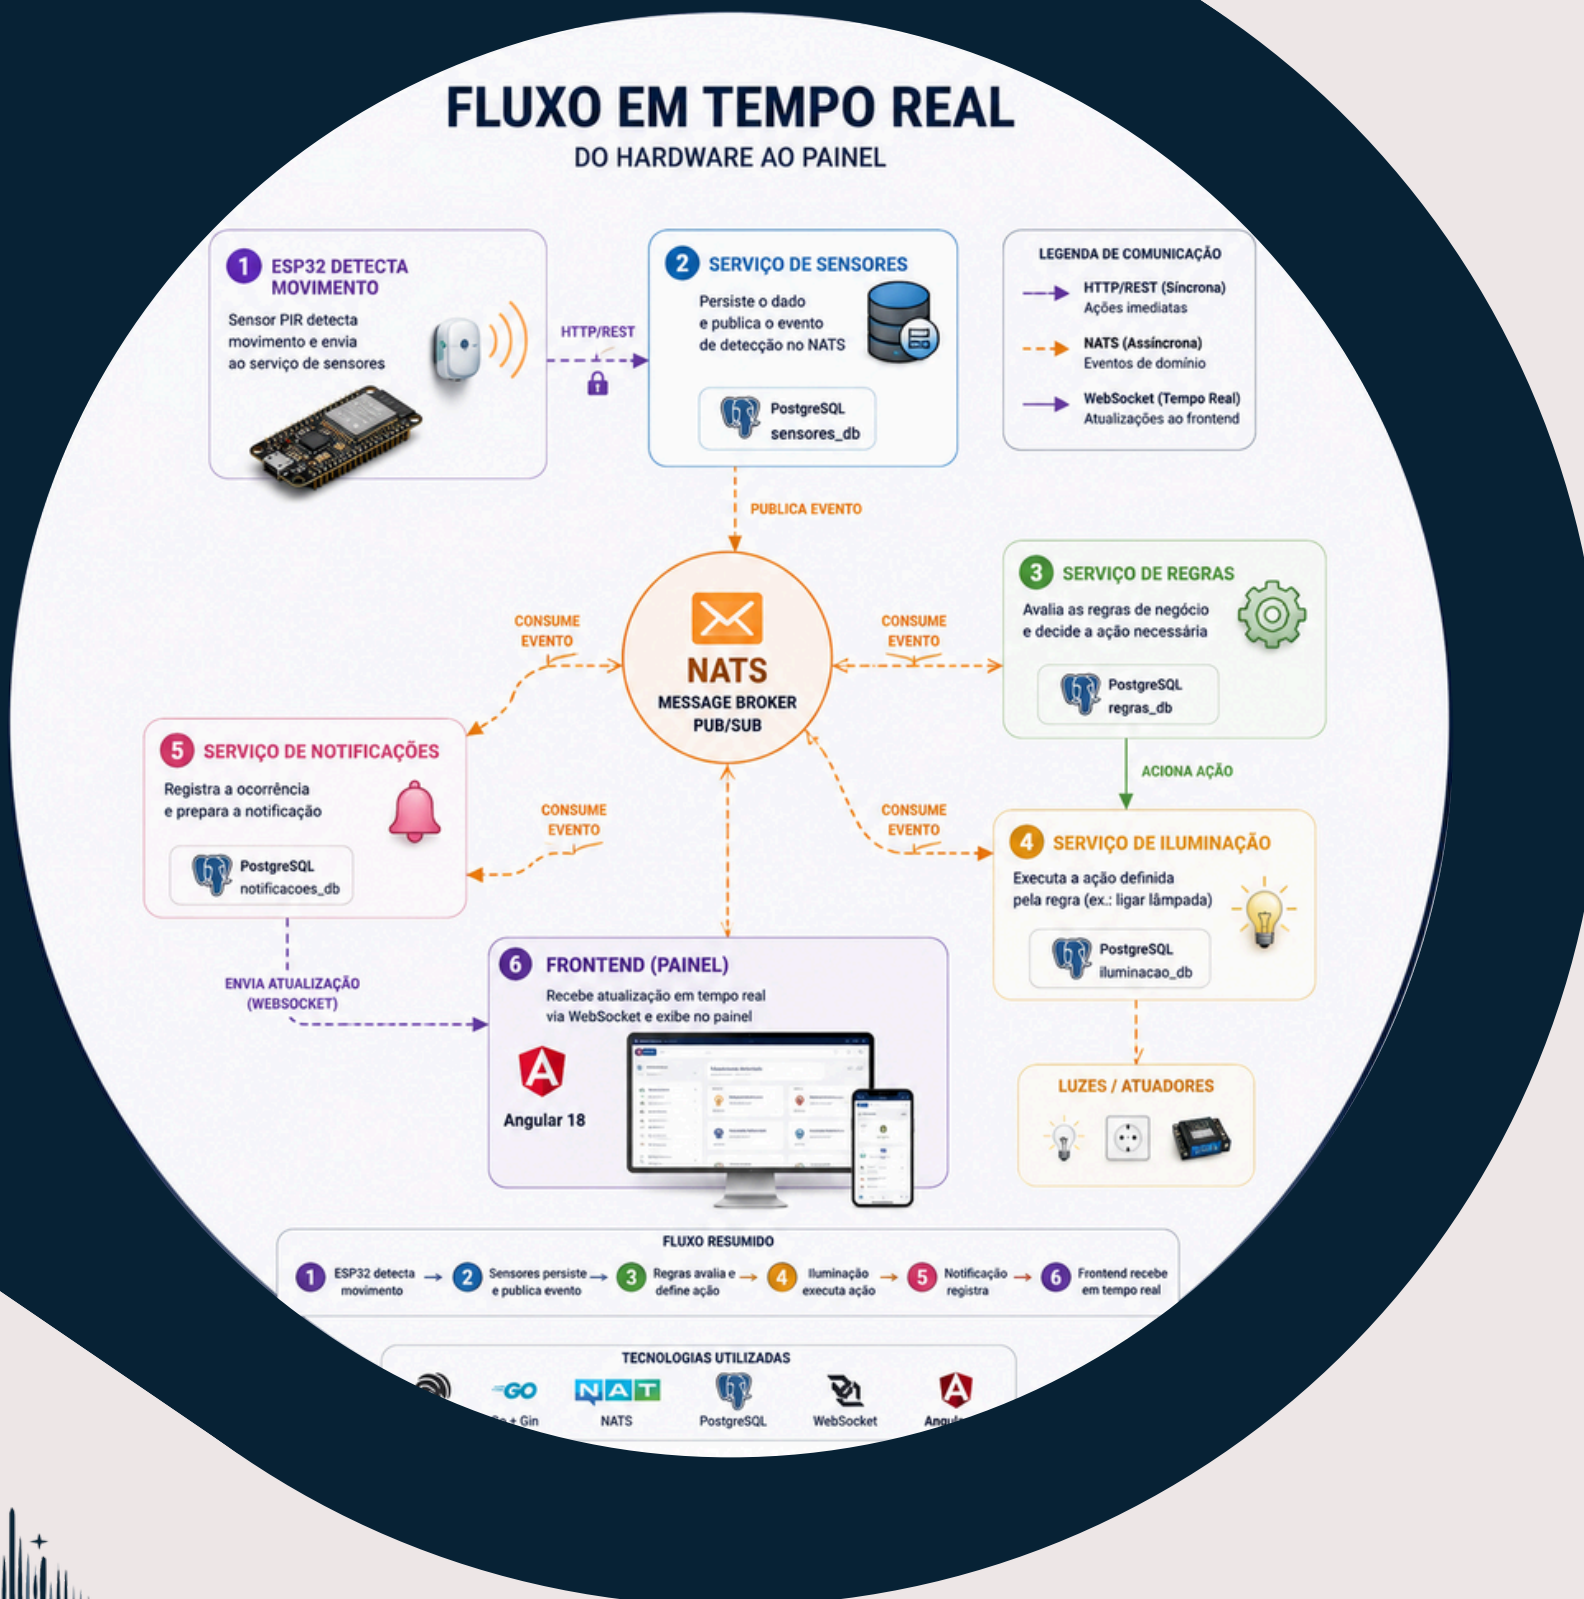 FLUXO EM TEMPO REAL
DO HARDWARE AO PAINEL
1 ESP32 DETECTA
MOVIMENTO
Sensor PIR detecta
movimento e envia
ao serviço de sensores
HTTP/REST
2 SERVIÇO DE SENSORES
Persiste o dado
e publica o evento
de detecção no NATS
PostgreSQL
sensores_db
LEGENDA DE COMUNICAÇÃO
HTTP/REST (Síncrona)
Ações imediatas
NATS (Assíncrona)
Eventos de domínio
WebSocket (Tempo Real)
Atualizações ao frontend
PUBLICA EVENTO
NATS
MESSAGE BROKER
PUB/SUB
CONSUME
EVENTO
CONSUME
EVENTO
3 SERVIÇO DE REGRAS
Avalia as regras de negócio
e decide a ação necessária
PostgreSQL
regras_db
ACIONA AÇÃO
5 SERVIÇO DE NOTIFICAÇÕES
Registra a ocorrência
e prepara a notificação
PostgreSQL
notificacoes_db
CONSUME
EVENTO
CONSUME
EVENTO
4 SERVIÇO DE ILUMINAÇÃO
Executa a ação definida
pela regra (ex.: ligar lâmpada)
PostgreSQL
iluminacao_db
ENVIA ATUALIZAÇÃO
(WEBSOCKET)
6 FRONTEND (PAINEL)
Recebe atualização em tempo real
via WebSocket e exibe no painel
Angular 18
LUZES / ATUADORES
FLUXO RESUMIDO
1 ESP32 detecta
movimento
2 Sensores persiste
e publica evento
3 Regras avalia e
define ação
4 Iluminação
executa ação
5 Notificação
registra
6 Frontend recebe
em tempo real
TECNOLOGIAS UTILIZADAS
GO
NAT
+ Gin
NATS
PostgreSQL
WebSocket